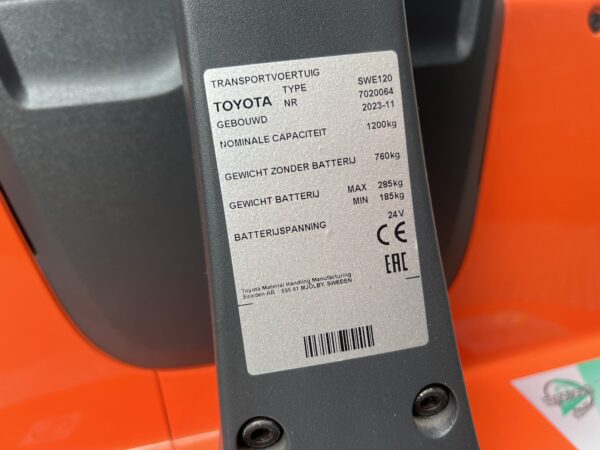 TRANSPORTVOERTUIG
TYPE SWE120
TOYOTA NR 7020064
GEBOUWD 2023-11
NOMINALE CAPACITEIT 1200kg
GEWICHT ZONDER BATTERIJ 760kg
GEWICHT BATTERIJ MAX 285kg
MIN 185kg
BATTERIJSPANNING 24V
CE
EAC
Toyota Material Handling Manufacturing
Sweden AB 595 81 MJÖLBY, SWEDEN